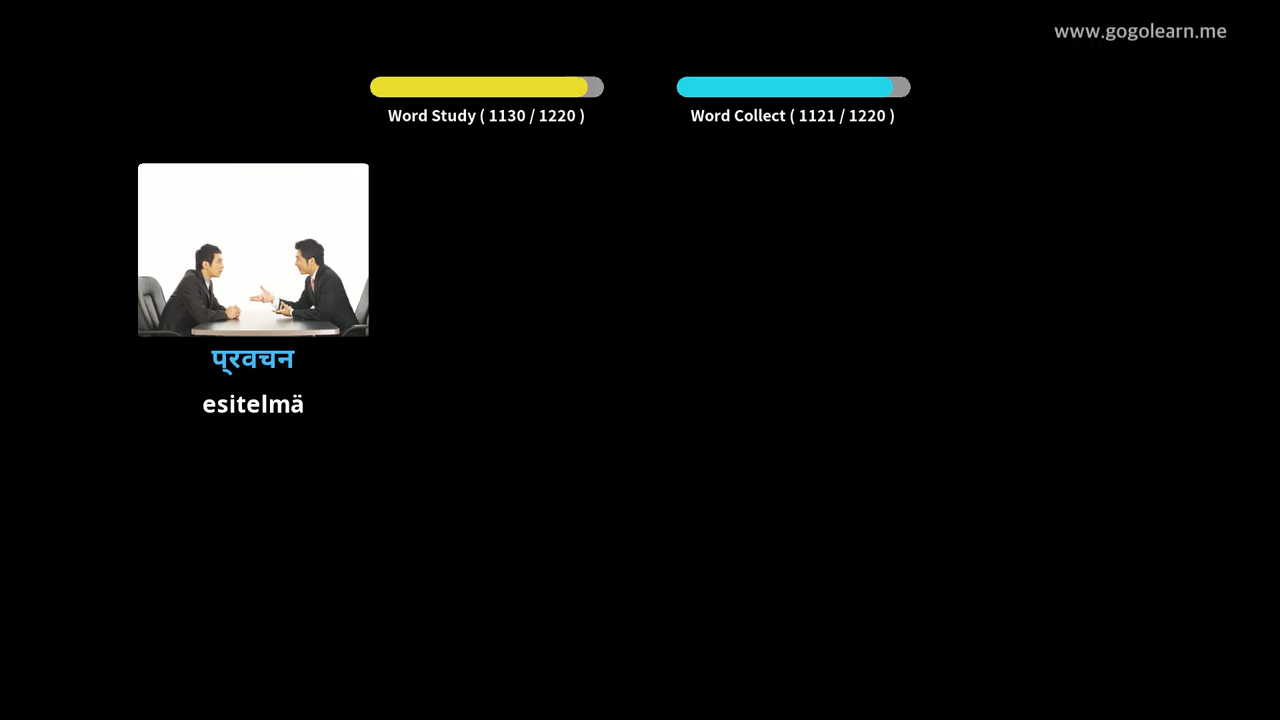 www.gogolearn.me
Word Study ( 1130 / 1220 )
Word Collect ( 1121 / 1220 )
प्रवचन
esitelmä